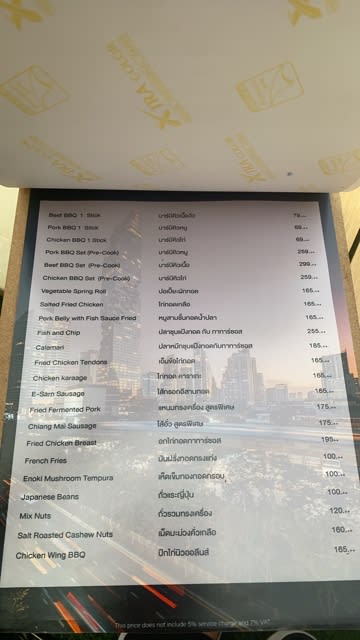 XTRA COLOR
XTRA COLOR
Beef BBQ 1 Stick บาร์บีคิวเนื้อวัว 79.--
Pork BBQ 1 Stick บาร์บีคิวหมู 69.--
Chicken BBQ 1 Stick บาร์บีคิวไก่ 69.--
Pork BBQ Set (Pre-Cook) บาร์บีคิวหมู 259.--
Beef BBQ Set (Pre-Cook) บาร์บีคิวเนื้อ 299.--
Chicken BBQ Set (Pre-Cook) บาร์บีคิวไก่ 259.--
Vegetable Spring Roll ปอเปี๊ยะผักทอด 165.--
Salted Fried Chicken ไก่ทอดเกลือ 165.--
Pork Belly with Fish Sauce Fried หมูสามชั้นทอดน้ำปลา 165.--
Fish and Chip ปลาชุบแป้งทอด กับ ทาทาร์ซอส 255.--
Calamari ปลาหมึกชุบแป้งทอดกับทาทาร์ซอส 185.--
Fried Chicken Tendons เอ็นข้อไก่ทอด 165.--
Chicken karaage ไก่ทอด คาราเกะ 165.--
E-Sarn Sausage ไส้กรอกอีสานทอด 165.--
Fried Fermented Pork แหนมทรงเครื่อง สูตรพิเศษ 175.--
Chiang Mai Sausage ไส้อั่ว สูตรพิเศษ 175.--
Fried Chicken Breast อกไก่ทอดทาทาร์ซอส 195.--
French Fries มันฝรั่งทอดทรงแท่ง 100.--
Enoki Mushroom Tempura เห็ดเข็มทองทอดกรอบ 100.--
Japanese Beans ถั่วแระญี่ปุ่น 100.--
Mix Nuts ถั่วรวมทรงเครื่อง 120.--
Salt Roasted Cashew Nuts เม็ดมะม่วงคั่วเกลือ 160.--
Chicken Wing BBQ ปีกไก่นิวออลีนส์ 165.--
This price does not include 5% service charge and 7% VAT